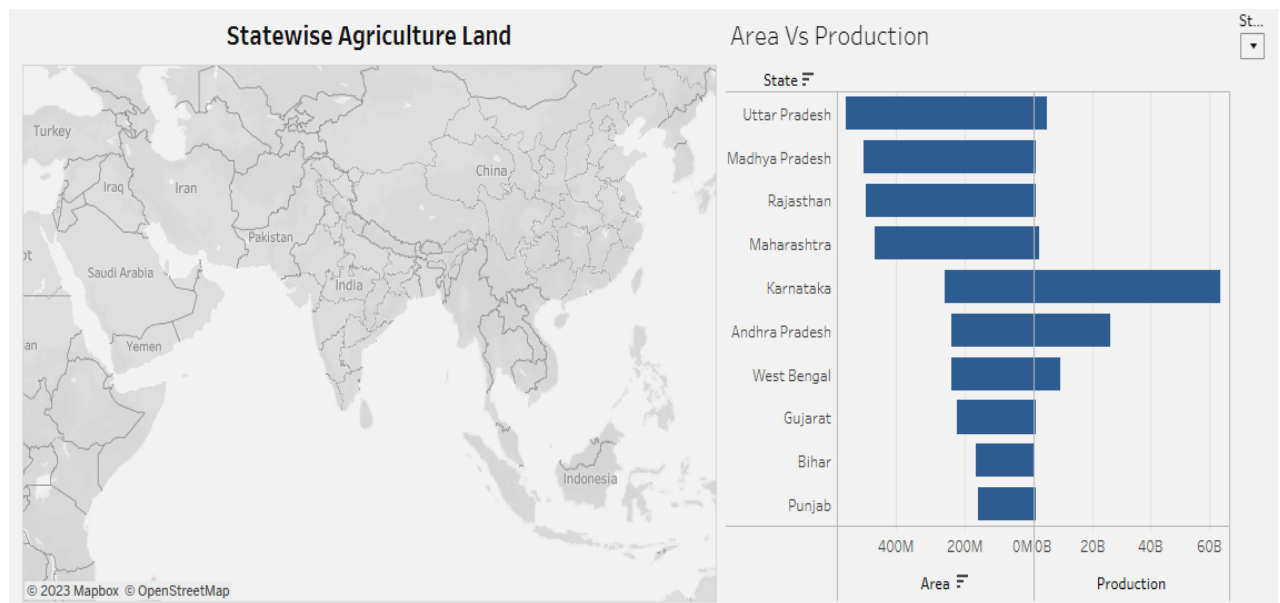 Statewise Agriculture Land
Turkey
Iraq
Iran
China
Pakistan
India
Saudi Arabia
Yemen
Indonesia
© 2023 Mapbox © OpenStreetMap
Area Vs Production
St...
State
Uttar Pradesh
Madhya Pradesh
Rajasthan
Maharashtra
Karnataka
Andhra Pradesh
West Bengal
Gujarat
Bihar
Punjab
400M 200M 0M 0B 20B 40B 60B
Area Production